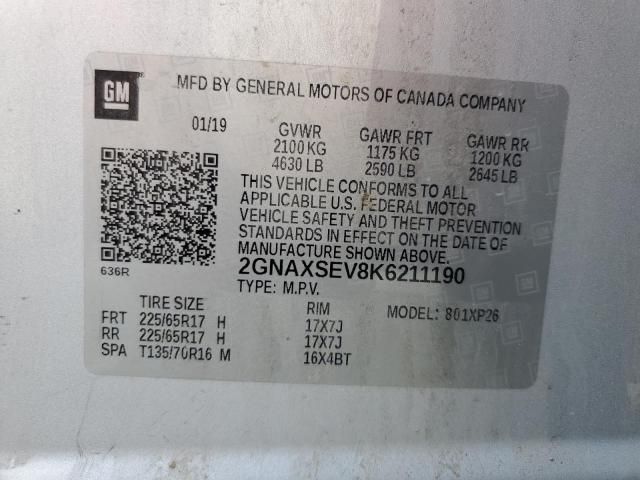 GM
MFD BY GENERAL MOTORS OF CANADA COMPANY
01/19 GVWR GAWR FRT GAWR RR
2100 KG 1175 KG 1200 KG
4630 LB 2590 LB 2645 LB
THIS VEHICLE CONFORMS TO ALL
APPLICABLE U.S. FEDERAL MOTOR
VEHICLE SAFETY AND THEFT PREVENTION
STANDARDS IN EFFECT ON THE DATE OF
MANUFACTURE SHOWN ABOVE.
636R 2GNAXSEV8K6211190
TYPE: M.P.V.
TIRE SIZE RIM MODEL: 801XP26
FRT 225/65R17 H 17X7J
RR 225/65R17 H 17X7J
SPA T135/70R16 M 16X4BT